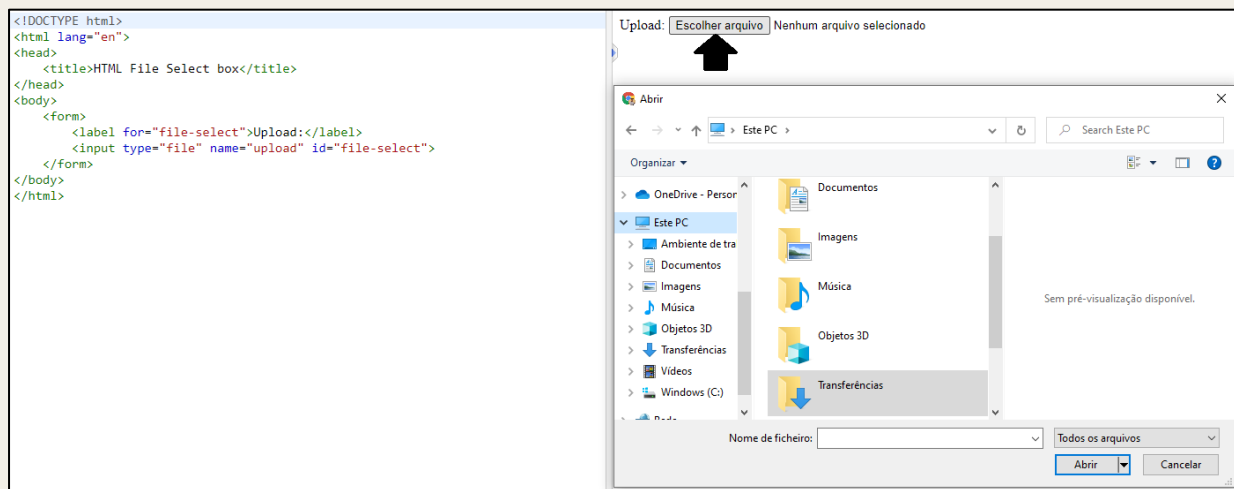 <!DOCTYPE html>
<html lang="en">
<head>
<title>HTML File Select box</title>
</head>
<body>
<form>
<label for="file-select">Upload:</label>
<input type="file" name="upload" id="file-select">
</form>
</body>
</html>
Upload: Escolher arquivo Nenhum arquivo selecionado
Abrir
Este PC
Search Este PC
Organizar
OneDrive - Person
Este PC
Ambiente de tra
Documentos
Imagens
Música
Objetos 3D
Transferências
Vídeos
Windows (C:)
Documentos
Imagens
Música
Objetos 3D
Transferências
Sem pré-visualização disponível.
Nome de ficheiro:
Todos os arquivos
Abrir
Cancelar